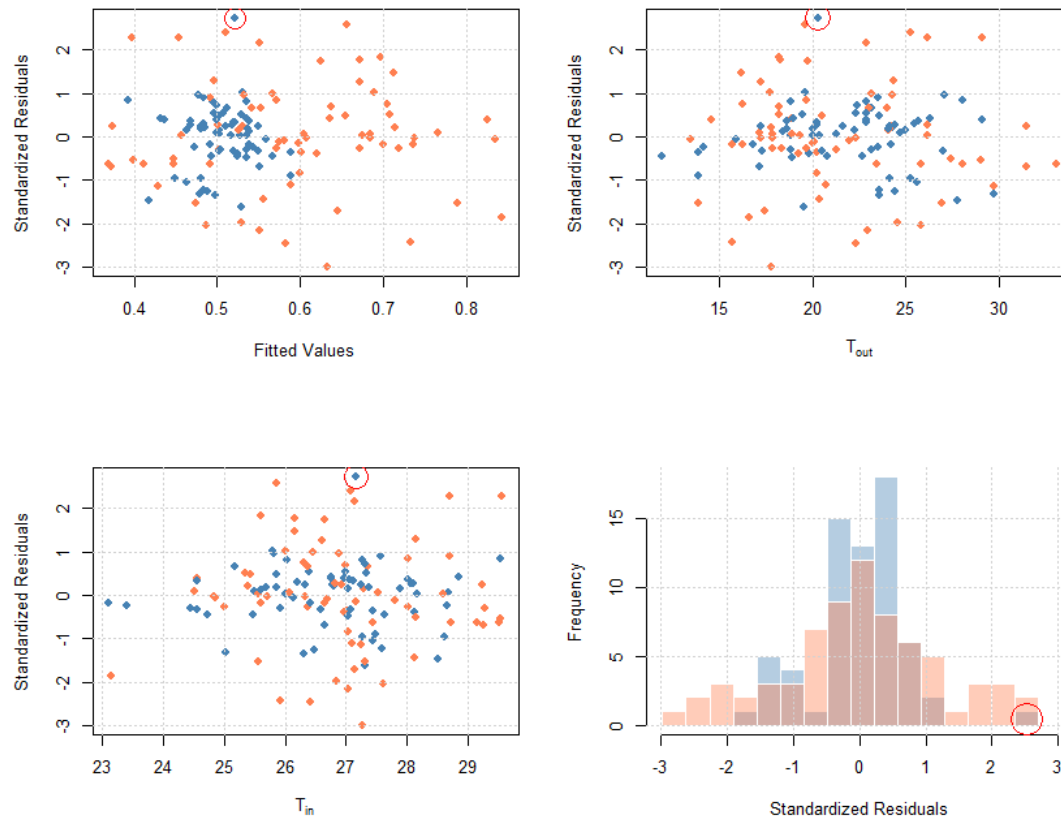 Standardized Residuals
-3 -2 -1 0 1 2
0.4 0.5 0.6 0.7 0.8
Fitted Values
Standardized Residuals
-3 -2 -1 0 1 2
15 20 25 30
T_out
Standardized Residuals
-3 -2 -1 0 1 2
23 24 25 26 27 28 29
T_in
Frequency
0 5 10 15
-3 -2 -1 0 1 2 3
Standardized Residuals